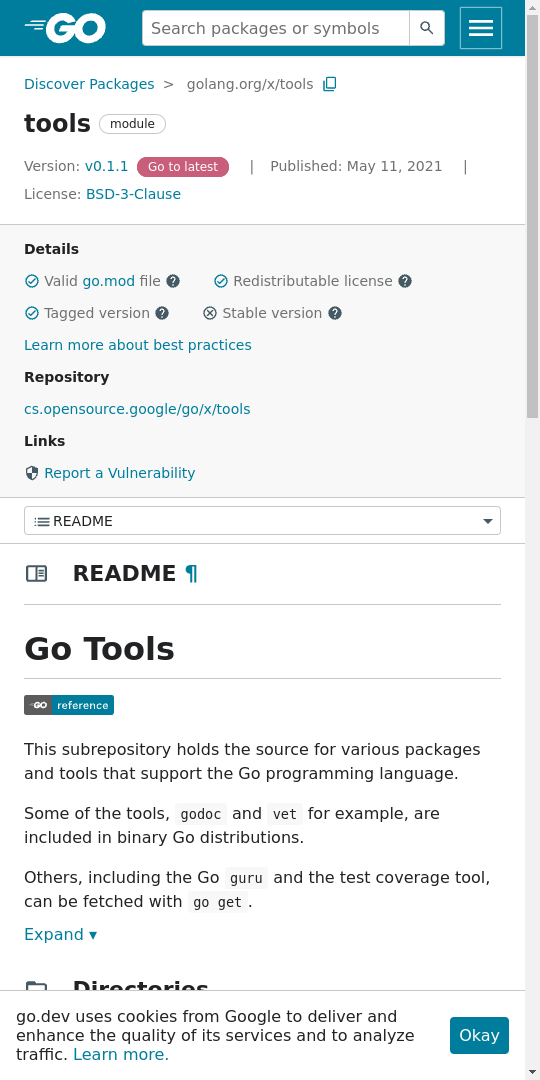 GO
Search packages or symbols
Discover Packages > golang.org/x/tools
tools module
Version: v0.1.1 Go to latest | Published: May 11, 2021 |
License: BSD-3-Clause
Details
Valid go.mod file Redistributable license
Tagged version Stable version
Learn more about best practices
Repository
cs.opensource.google/go/x/tools
Links
Report a Vulnerability
README
README ¶
Go Tools
GO reference
This subrepository holds the source for various packages
and tools that support the Go programming language.
Some of the tools, godoc and vet for example, are
included in binary Go distributions.
Others, including the Go guru and the test coverage tool,
can be fetched with go get.
Expand ▾
Directories
go.dev uses cookies from Google to deliver and
enhance the quality of its services and to analyze
traffic. Learn more.
Okay